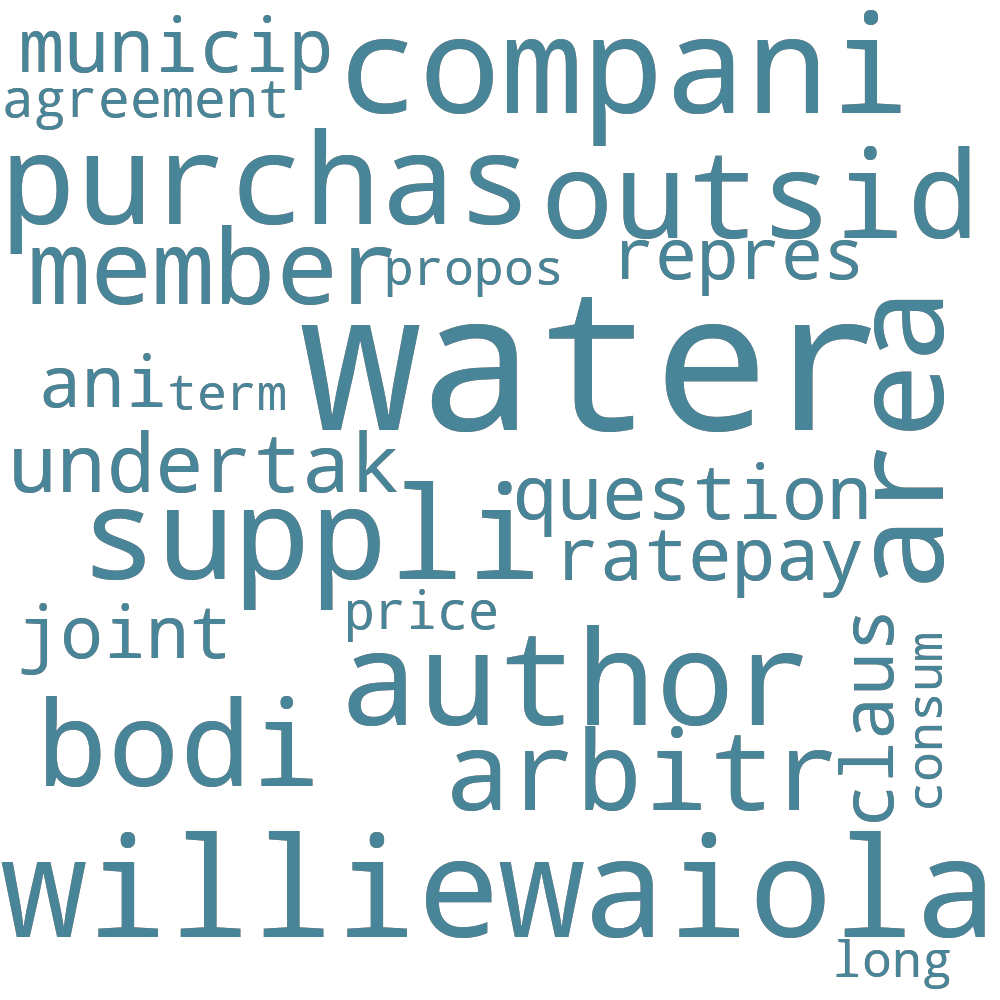 municip
compani
agreement
purchas
outsid
member
propos
repres
water
area
ani
term
undertak
suppli
question
ratepay
joint
price
author
claus
consum
bodi
arbitr
williewaiola
long